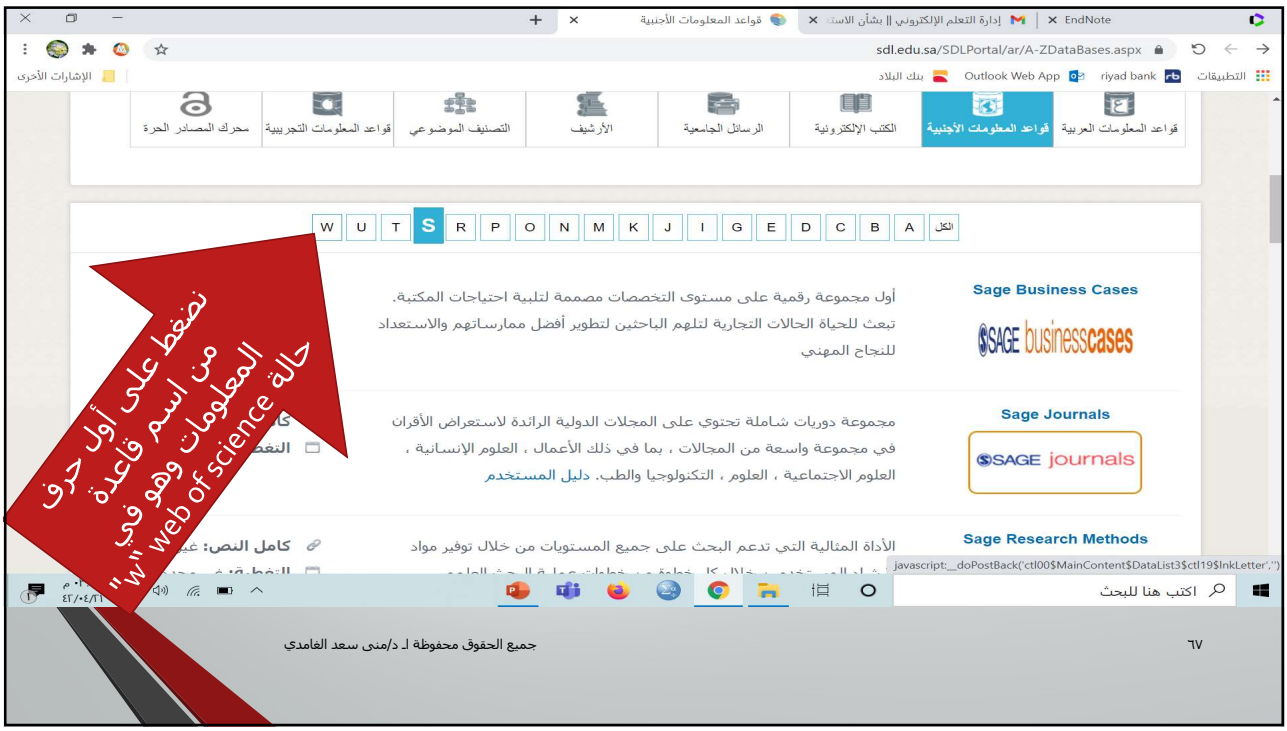 EndNote
إدارة التعلم الإلكتروني || بشأن الاست
قواعد المعلومات الأجنبية
sdl.edu.sa/SDLPortal/ar/A-ZDataBases.aspx
التطبيقات
riyad bank
Outlook Web App
بنك البلاد
الإشارات الأخرى
قواعد المعلومات العربية
قواعد المعلومات الأجنبية
الكتب الإلكترونية
الرسائل الجامعية
الأرشيف
التصنيف الموضوعي
قواعد المعلومات التجريبية
محرك المصادر الحرة
الكل A B C D E G I J K M N O P R S T U W
Sage Business Cases
أول مجموعة رقمية على مستوى التخصصات مصممة لتلبية احتياجات المكتبة.
تبعث للحياة الحالات التجارية لتلهم الباحثين لتطوير أفضل ممارساتهم والاستعداد
للنجاح المهني
SAGE businesscases
نضغط على أول حرف
من اسم قاعدة
المعلومات وهو في
حالة web of science
"w"
Sage Journals
مجموعة دوريات شاملة تحتوي على المجلات الدولية الرائدة لاستعراض الأقران
في مجموعة واسعة من المجالات ، بما في ذلك الأعمال ، العلوم الإنسانية ،
العلوم الاجتماعية ، العلوم ، التكنولوجيا والطب. دليل المستخدم
SAGE journals
Sage Research Methods
الأداة المثالية التي تدعم البحث على جميع المستويات من خلال توفير مواد
كامل النص:
javascript:__doPostBack('ctl00$MainContent$DataList3$ctl19$lnkLetter','')
اكتب هنا للبحث
٦٧
جميع الحقوق محفوظة لـ د/منى سعد الغامدي